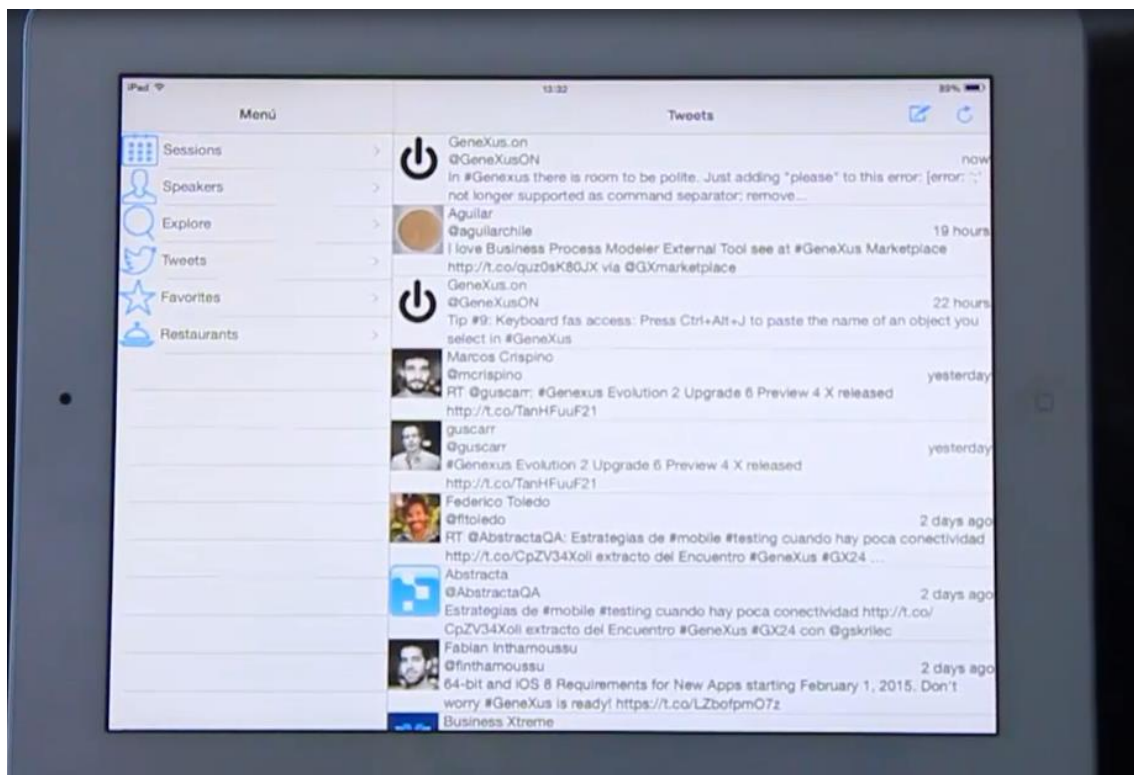 iPad
13:32
89%
Menú
Tweets
Sessions
Speakers
Explore
Tweets
Favorites
Restaurants
GeneXus.on
@GeneXusON
now
In #Genexus there is room to be polite. Just adding "please" to this error: [error: ';'
not longer supported as command separator; remove...
Aguilar
@aguilarchile
19 hours
I love Business Process Modeler External Tool see at #GeneXus Marketplace
http://t.co/quz0sK80JX via @GXmarketplace
GeneXus.on
@GeneXusON
22 hours
Tip #9: Keyboard fas access: Press Ctrl+Alt+J to paste the name of an object you
select in #GeneXus
Marcos Crispino
@mcrispino
yesterday
RT @guscarr: #Genexus Evolution 2 Upgrade 6 Preview 4 X released
http://t.co/TanHFuuF21
guscarr
@guscarr
yesterday
#Genexus Evolution 2 Upgrade 6 Preview 4 X released
http://t.co/TanHFuuF21
Federico Toledo
@fltoledo
2 days ago
RT @AbstractaQA: Estrategias de #mobile #testing cuando hay poca conectividad
http://t.co/CpZV34Xoli extracto del Encuentro #GeneXus #GX24 ...
Abstracta
@AbstractaQA
2 days ago
Estrategias de #mobile #testing cuando hay poca conectividad http://t.co/
CpZV34Xoli extracto del Encuentro #GeneXus #GX24 con @gskrilec
Fabian Inthamoussu
@finthamoussu
2 days ago
64-bit and iOS 8 Requirements for New Apps starting February 1, 2015. Don't
worry #GeneXus is ready! https://t.co/LZbofpmO7z
Business Xtreme